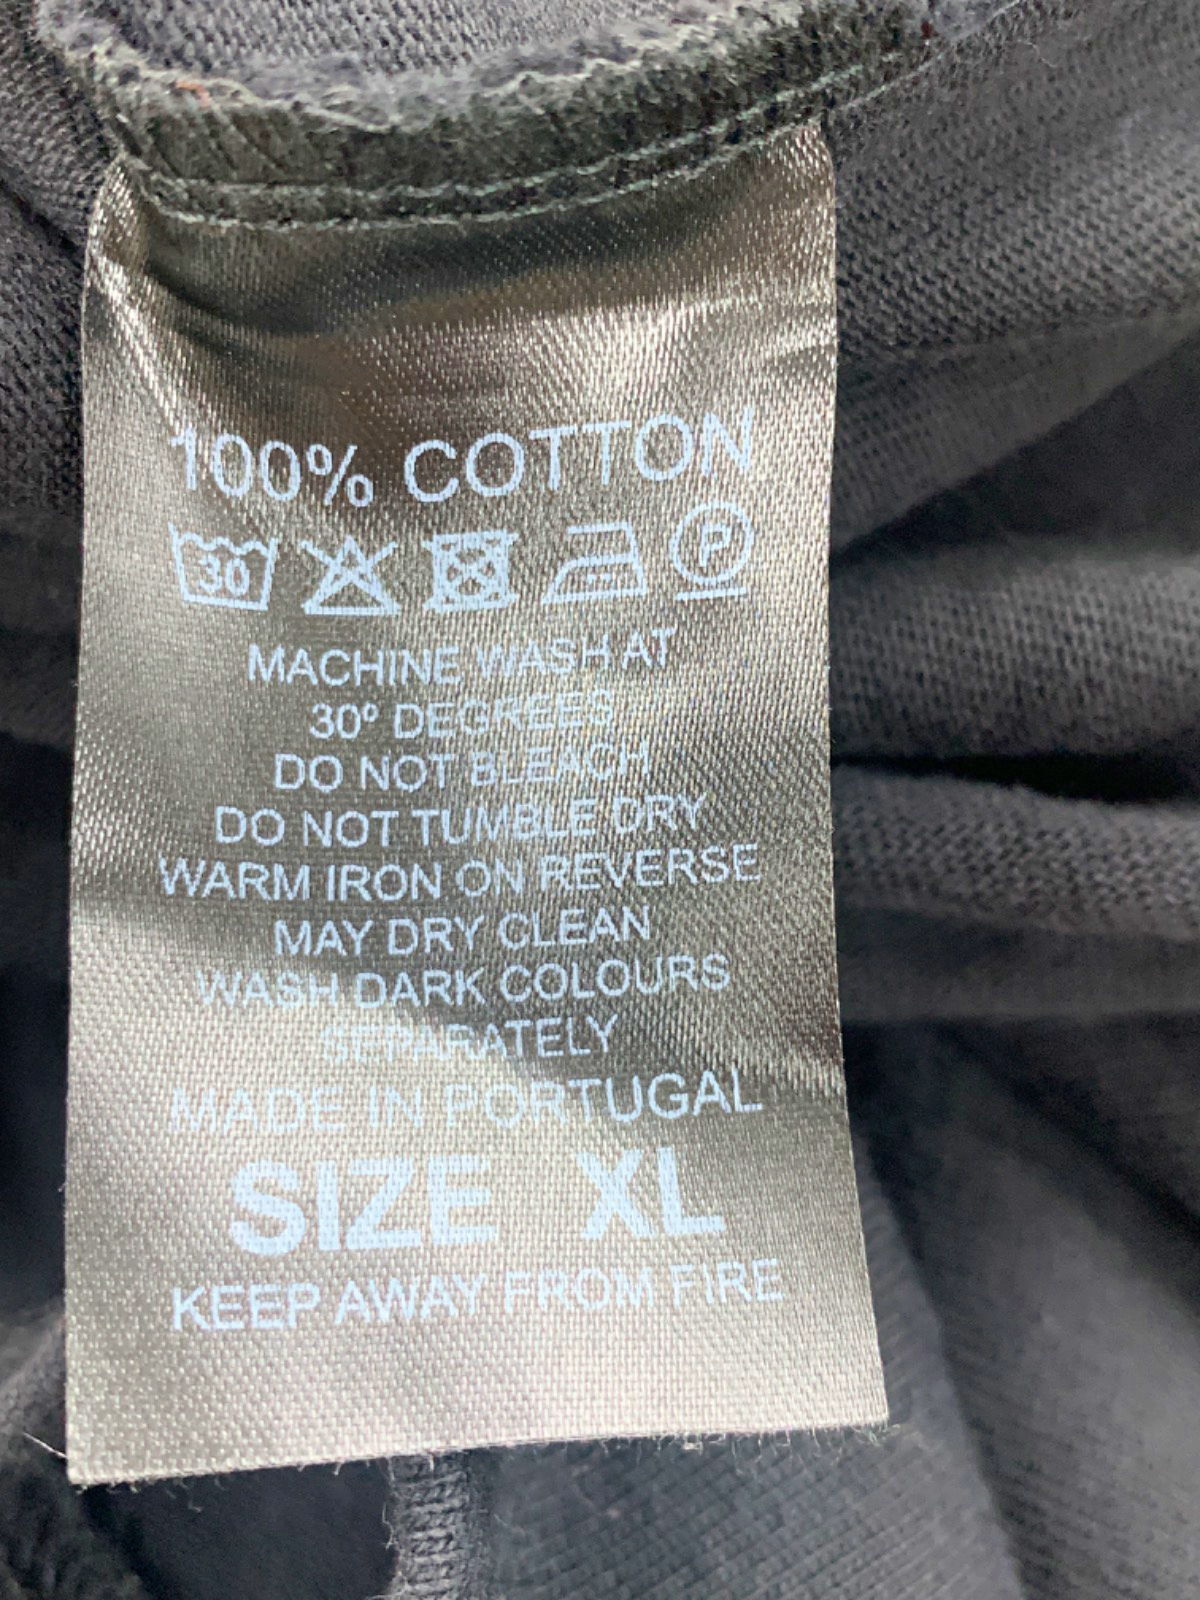 100% COTTON
30 P
MACHINE WASH AT
30º DEGREES
DO NOT BLEACH
DO NOT TUMBLE DRY
WARM IRON ON REVERSE
MAY DRY CLEAN
WASH DARK COLOURS
SEPARATELY
MADE IN PORTUGAL
SIZE XL
KEEP AWAY FROM FIRE